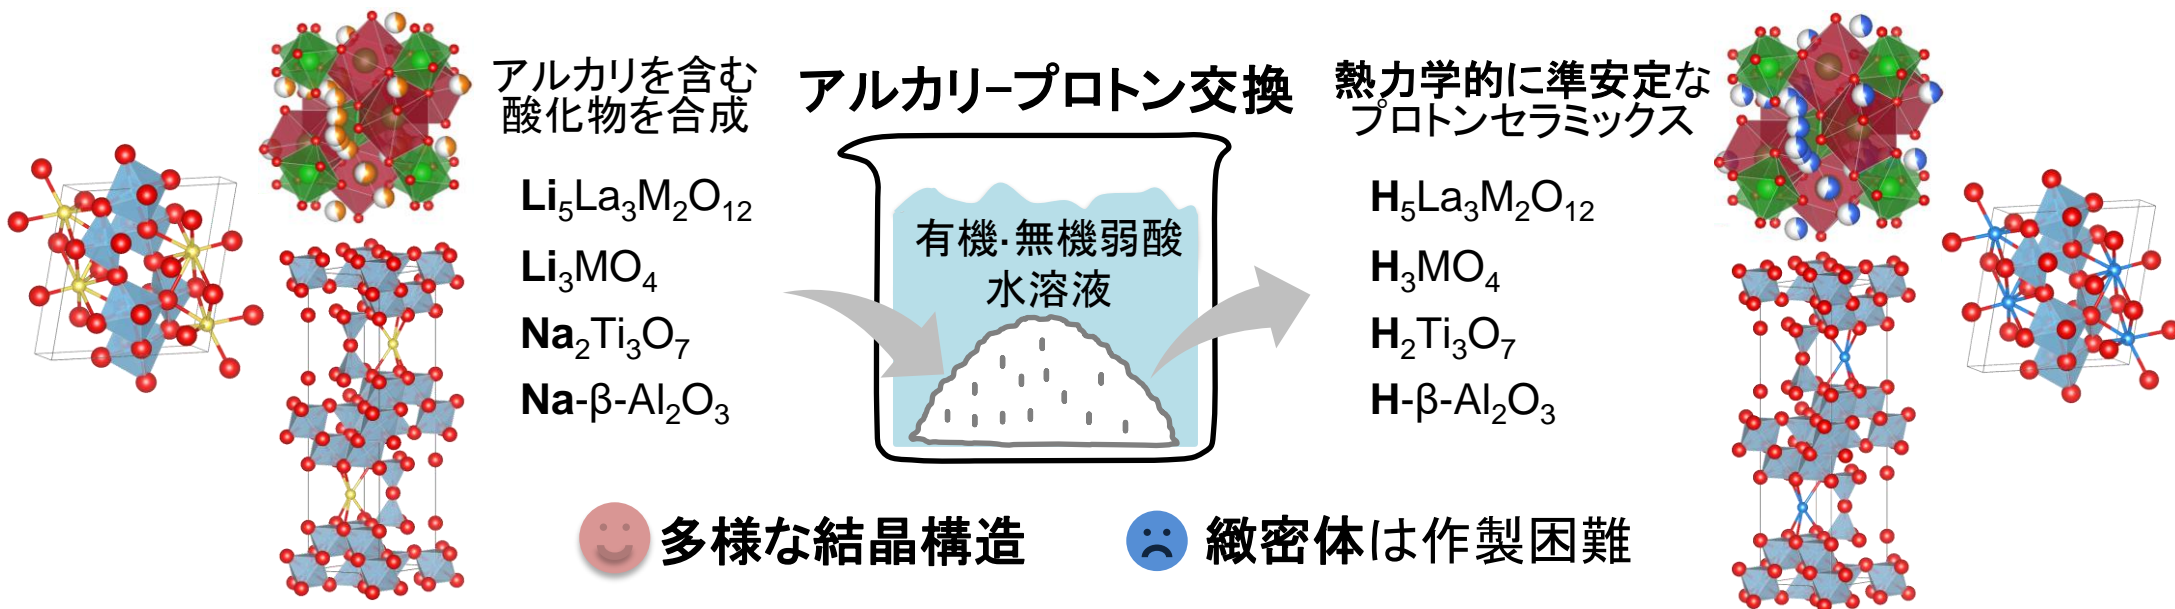 アルカリを含む
酸化物を合成
Li₅La₃M₂O₁₂
Li₃MO₄
Na₂Ti₃O₇
Na-β-Al₂O₃
アルカリ−プロトン交換
有機·無機弱酸
水溶液
熱力学的に準安定な
プロトンセラミックス
H₅La₃M₂O₁₂
H₃MO₄
H₂Ti₃O₇
H-β-Al₂O₃
多様な結晶構造
緻密体は作製困難